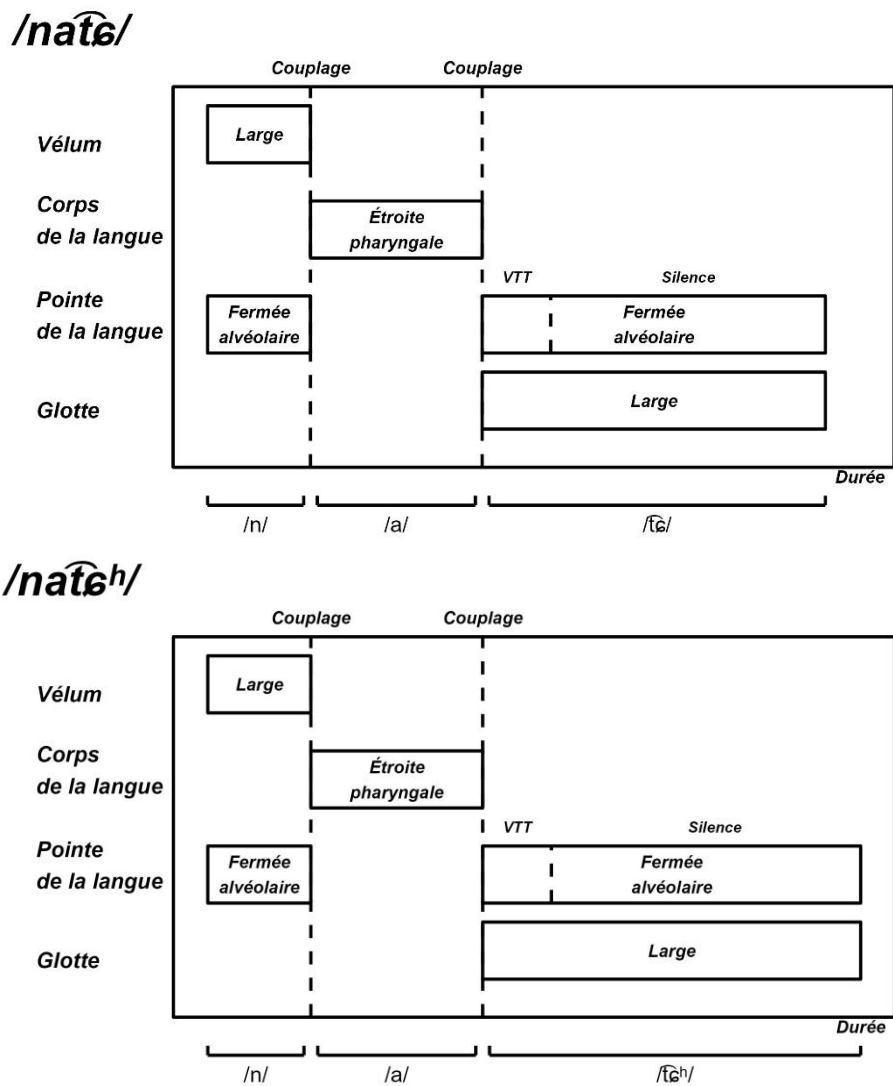 /nat͡ɕ/
Couplage Couplage
Vélum
Large
Corps
de la langue
Étroite
pharyngale
VTT Silence
Pointe
de la langue
Fermée
alvéolaire
Fermée
alvéolaire
Glotte
Large
Durée
/n/ /a/ /t͡ɕ/
/nat͡ɕʰ/
Couplage Couplage
Vélum
Large
Corps
de la langue
Étroite
pharyngale
VTT Silence
Pointe
de la langue
Fermée
alvéolaire
Fermée
alvéolaire
Glotte
Large
Durée
/n/ /a/ /t͡ɕʰ/